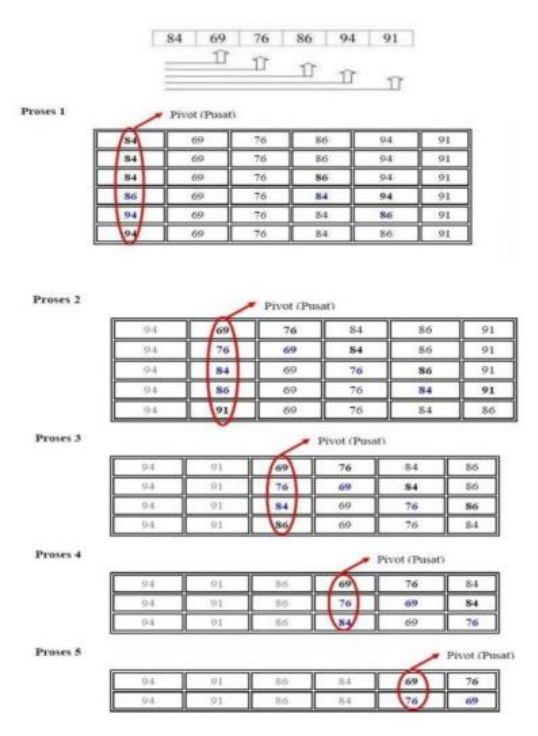 84 69 76 86 94 91
Proses 1
Pivot (Pusat)
84 69 76 86 94 91
84 69 76 86 94 91
84 69 76 86 94 91
86 69 76 84 94 91
94 69 76 84 86 91
94 69 76 84 86 91
Proses 2
Pivot (Pusat)
94 69 76 84 86 91
94 76 69 84 86 91
94 84 69 76 86 91
94 86 69 76 84 91
94 91 69 76 84 86
Proses 3
Pivot (Pusat)
94 91 69 76 84 86
94 91 76 69 84 86
94 91 84 69 76 86
94 91 86 69 76 84
Proses 4
Pivot (Pusat)
94 91 86 69 76 84
94 91 86 76 69 84
94 91 86 84 69 76
Proses 5
Pivot (Pusat)
94 91 86 84 69 76
94 91 86 84 76 69